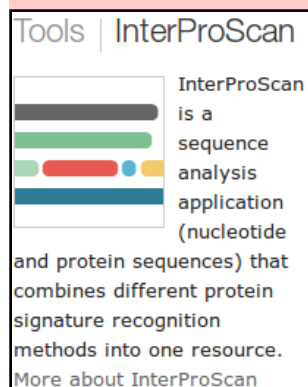 Tools | InterProScan
InterProScan
is a
sequence
analysis
application
(nucleotide
and protein sequences) that
combines different protein
signature recognition
methods into one resource.
More about InterProScan